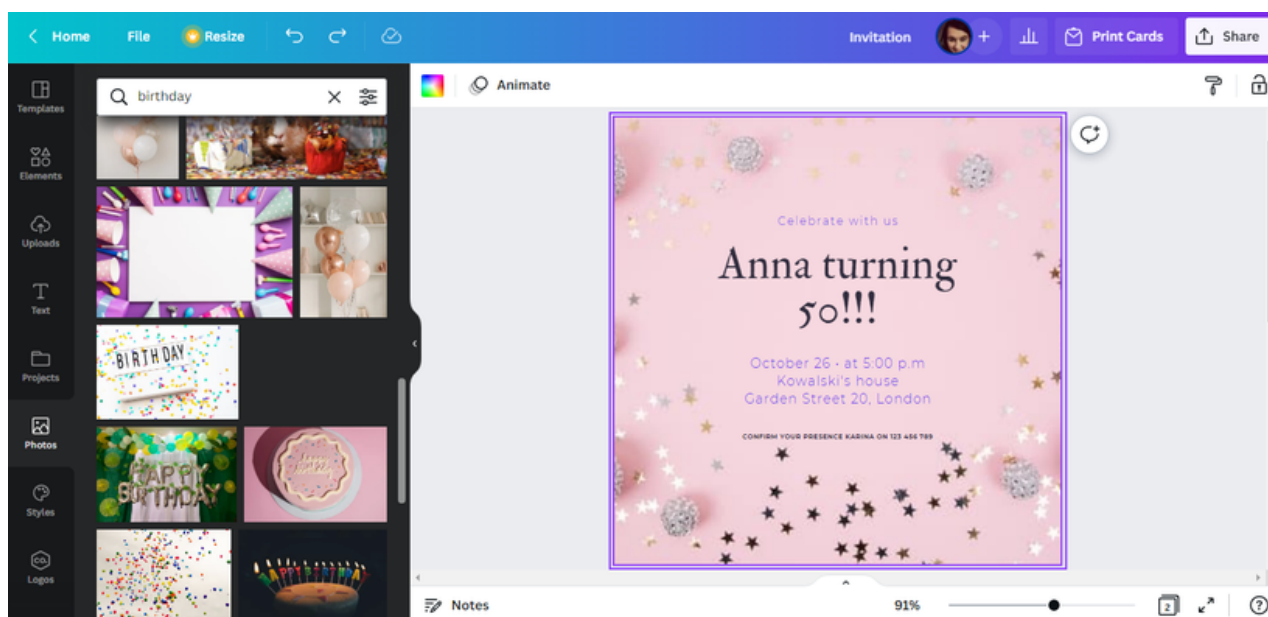 Home File Resize Invitation + Print Cards Share
Templates
Elements
Uploads
Text
Projects
Photos
Styles
Logos
birthday
BIRTHDAY
HAPPY
BIRTHDAY
HAPPY BIRTHDAY
Animate
Celebrate with us
Anna turning
50!!!
October 26 • at 5:00 p.m
Kowalski's house
Garden Street 20, London
CONFIRM YOUR PRESENCE KARINA ON 123 456 789
Notes 91% 2 ?